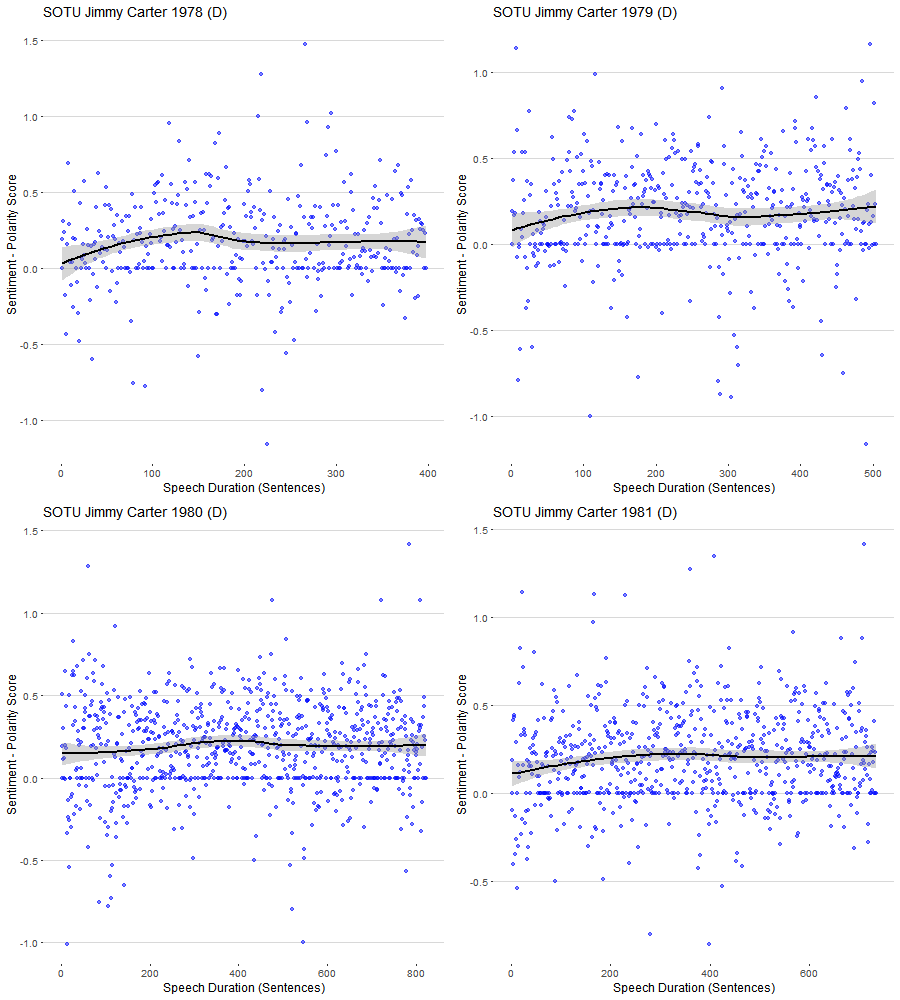 SOTU Jimmy Carter 1978 (D)
1.5
1.0
0.5
0.0
-0.5
-1.0
Sentiment - Polarity Score
0 100 200 300 400
Speech Duration (Sentences)
SOTU Jimmy Carter 1979 (D)
1.0
0.5
0.0
-0.5
-1.0
Sentiment - Polarity Score
0 100 200 300 400 500
Speech Duration (Sentences)
SOTU Jimmy Carter 1980 (D)
1.5
1.0
0.5
0.0
-0.5
-1.0
Sentiment - Polarity Score
0 200 400 600 800
Speech Duration (Sentences)
SOTU Jimmy Carter 1981 (D)
1.5
1.0
0.5
0.0
-0.5
Sentiment - Polarity Score
0 200 400 600
Speech Duration (Sentences)